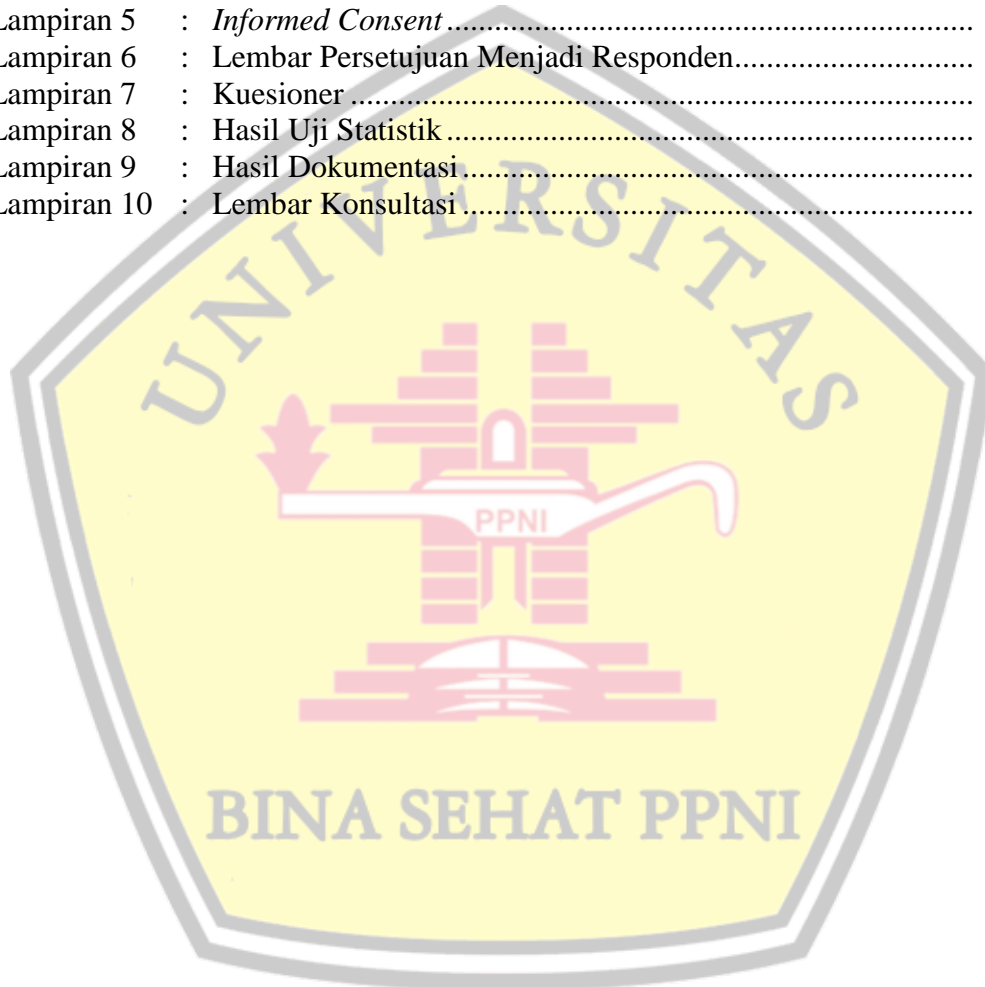 Lampiran 5 : Informed Consent ................................................................
Lampiran 6 : Lembar Persetujuan Menjadi Responden.............................
Lampiran 7 : Kuesioner ............................................................................
Lampiran 8 : Hasil Uji Statistik ................................................................
Lampiran 9 : Hasil Dokumentasi ..............................................................
Lampiran 10 : Lembar Konsultasi ..............................................................
UNIVERSITAS
PPNI
BINA SEHAT PPNI